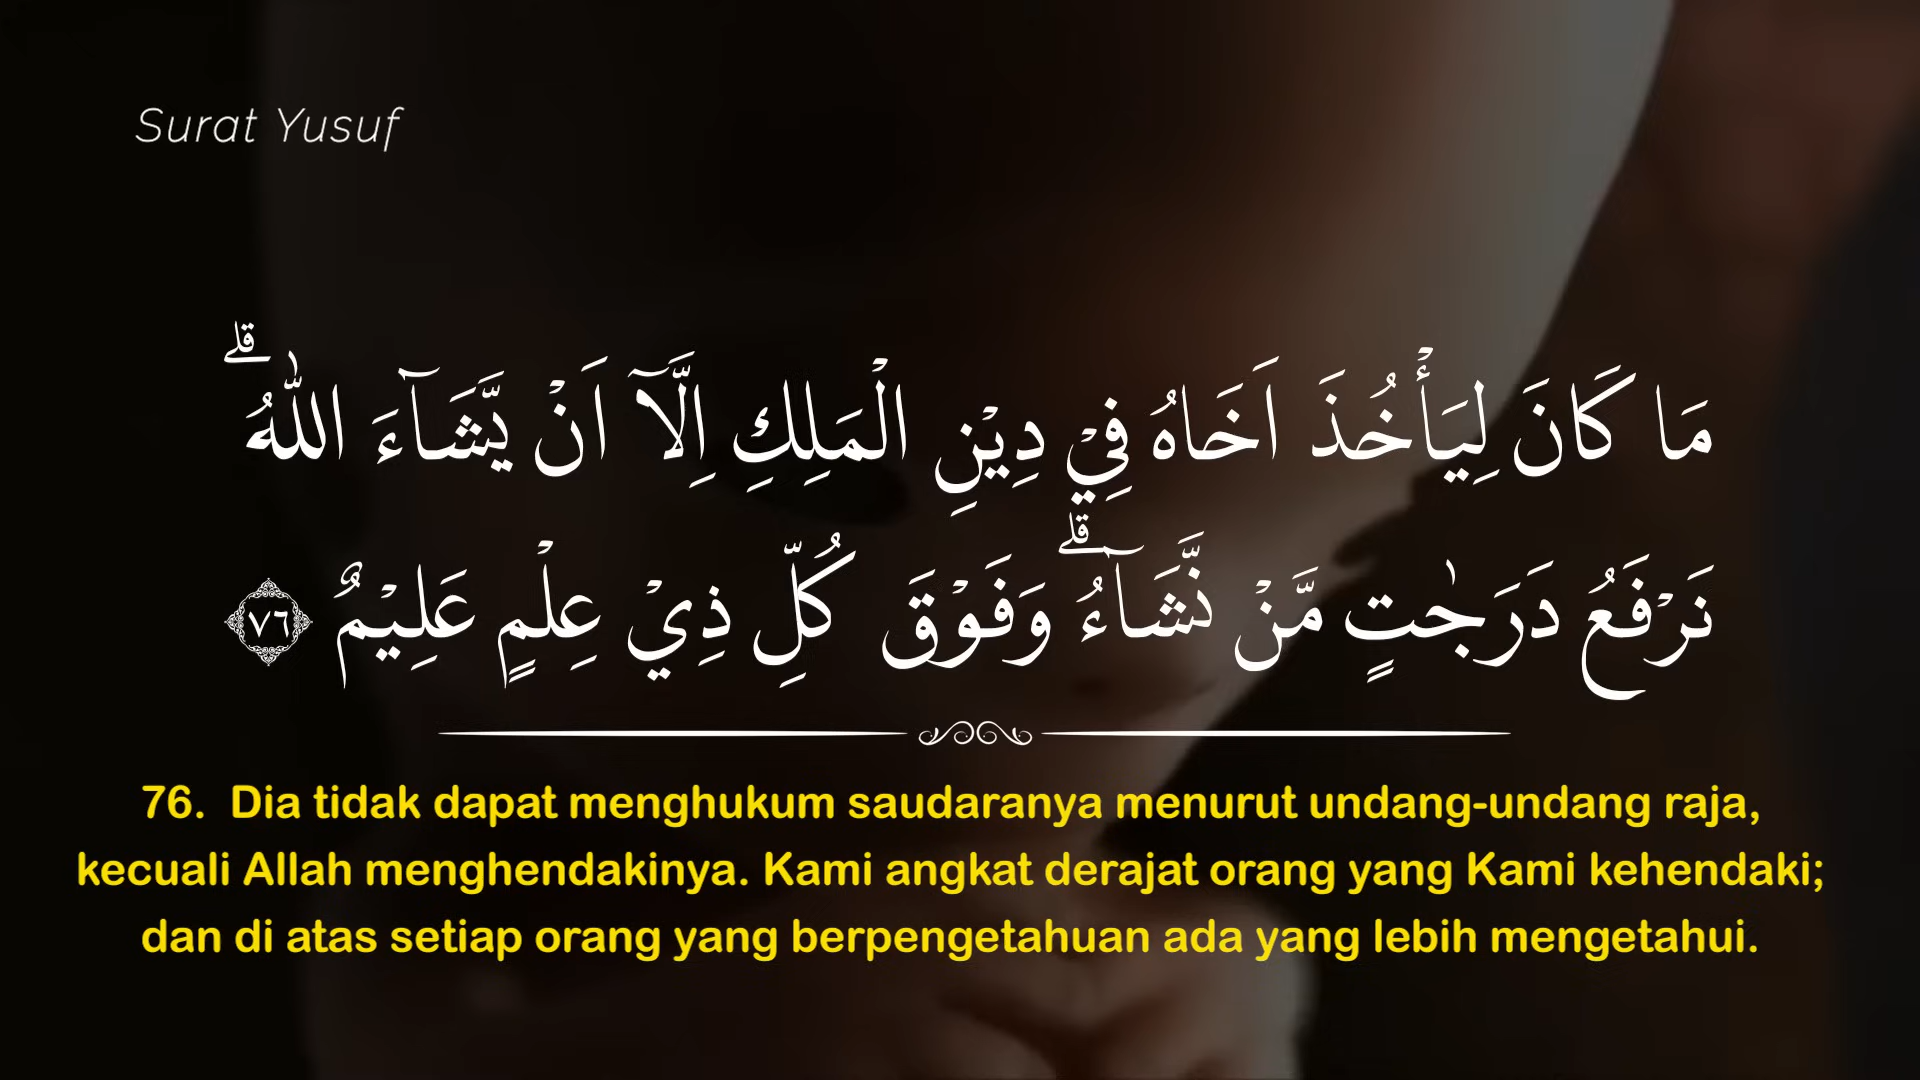 Surat Yusuf
مَا كَانَ لِيَأْخُذَ اَخَاهُ فِيْ دِيْنِ الْمَلِكِ اِلَّآ اَنْ يَّشَاۤءَ اللّٰهُ ۗ
نَرْفَعُ دَرَجٰتٍ مَّنْ نَّشَاۤءُ ۗ وَفَوْقَ كُلِّ ذِيْ عِلْمٍ عَلِيْمٌ ٧٦
76. Dia tidak dapat menghukum saudaranya menurut undang-undang raja,
kecuali Allah menghendakinya. Kami angkat derajat orang yang Kami kehendaki;
dan di atas setiap orang yang berpengetahuan ada yang lebih mengetahui.